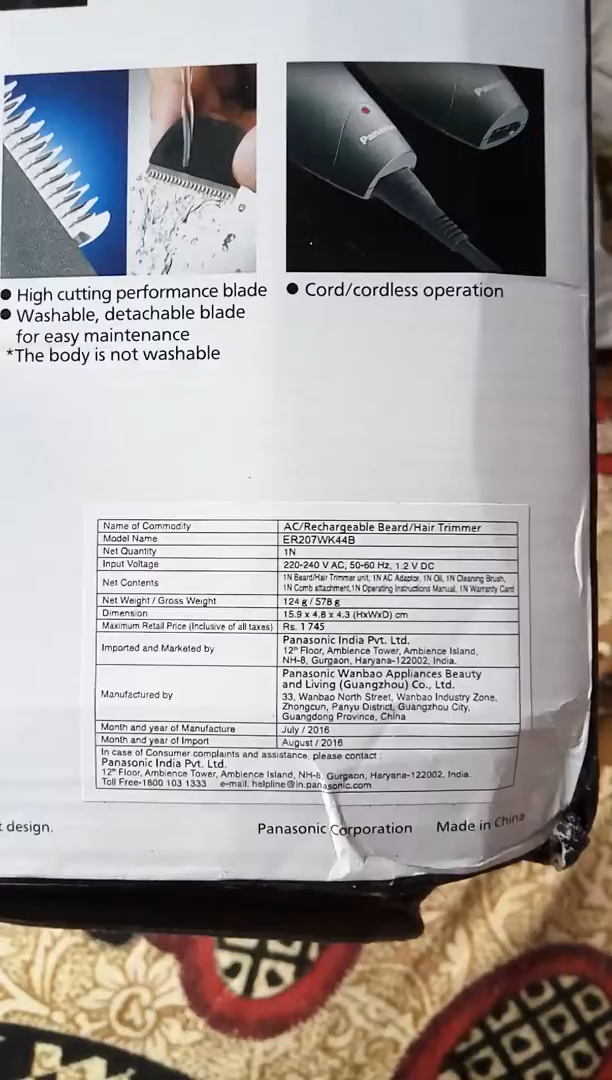 Panasonic
● High cutting performance blade
● Washable, detachable blade
for easy maintenance
*The body is not washable
● Cord/cordless operation
Name of Commodity AC/Rechargeable Beard/Hair Trimmer
Model Name ER207WK44B
Net Quantity 1N
Input Voltage 220-240 V AC, 50-60 Hz, 1.2 V DC
Net Contents 1N Beard/Hair Trimmer unit, 1N AC Adaptor, 1N Oil, 1N Cleaning Brush,
1N Comb attachment,1N Operating Instructions Manual, 1N Warranty Card
Net Weight / Gross Weight 124 g / 578 g
Dimension 15.9 x 4.8 x 4.3 (HxWxD) cm
Maximum Retail Price (Inclusive of all taxes) Rs. 1 745
Imported and Marketed by Panasonic India Pvt. Ltd.
12th Floor, Ambience Tower, Ambience Island,
NH-8, Gurgaon, Haryana-122002, India.
Manufactured by Panasonic Wanbao Appliances Beauty
and Living (Guangzhou) Co., Ltd.
33, Wanbao North Street, Wanbao Industry Zone,
Zhongcun, Panyu District, Guangzhou City,
Guangdong Province, China
Month and year of Manufacture July / 2016
Month and year of Import August / 2016
In case of Consumer complaints and assistance, please contact :
Panasonic India Pvt. Ltd.
12th Floor, Ambience Tower, Ambience Island, NH-8, Gurgaon, Haryana-122002, India.
Toll Free-1800 103 1333 e-mail: helpline@in.panasonic.com
design.
Panasonic Corporation Made in China